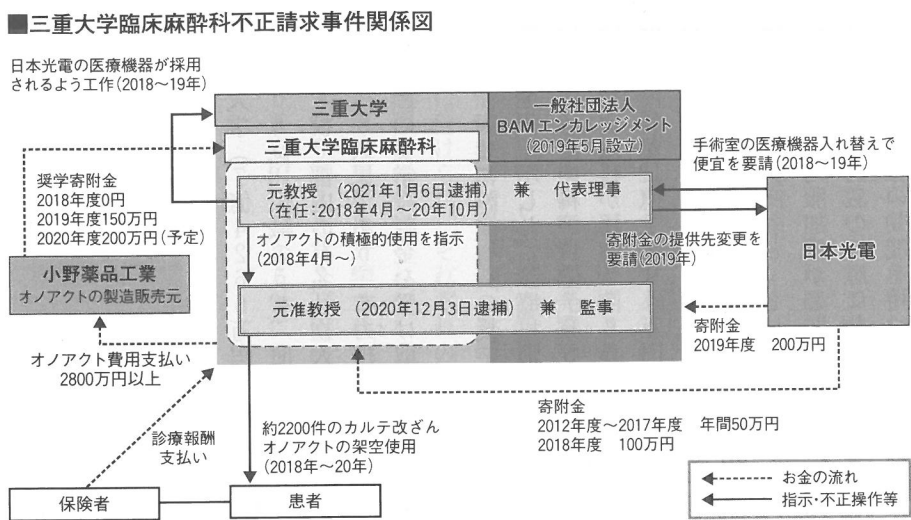 ■三重大学臨床麻酔科不正請求事件関係図
日本光電の医療機器が採用
されるよう工作(2018～19年)
三重大学
一般社団法人
BAMエンカレッジメント
(2019年5月設立)
三重大学臨床麻酔科
手術室の医療機器入れ替えで
便宜を要請(2018～19年)
奨学寄附金
2018年度0円
2019年度150万円
2020年度200万円(予定)
元教授 (2021年1月6日逮捕) 兼 代表理事
(在任:2018年4月～20年10月)
オノアクトの積極的使用を指示
(2018年4月～)
寄附金の提供先変更を
要請(2019年)
日本光電
小野薬品工業
オノアクトの製造販売元
元准教授 (2020年12月3日逮捕) 兼 監事
寄附金
2019年度 200万円
オノアクト費用支払い
2800万円以上
寄附金
2012年度～2017年度 年間50万円
2018年度 100万円
診療報酬
支払い
約2200件のカルテ改ざん
オノアクトの架空使用
(2018年～20年)
お金の流れ
指示・不正操作等
保険者
患者